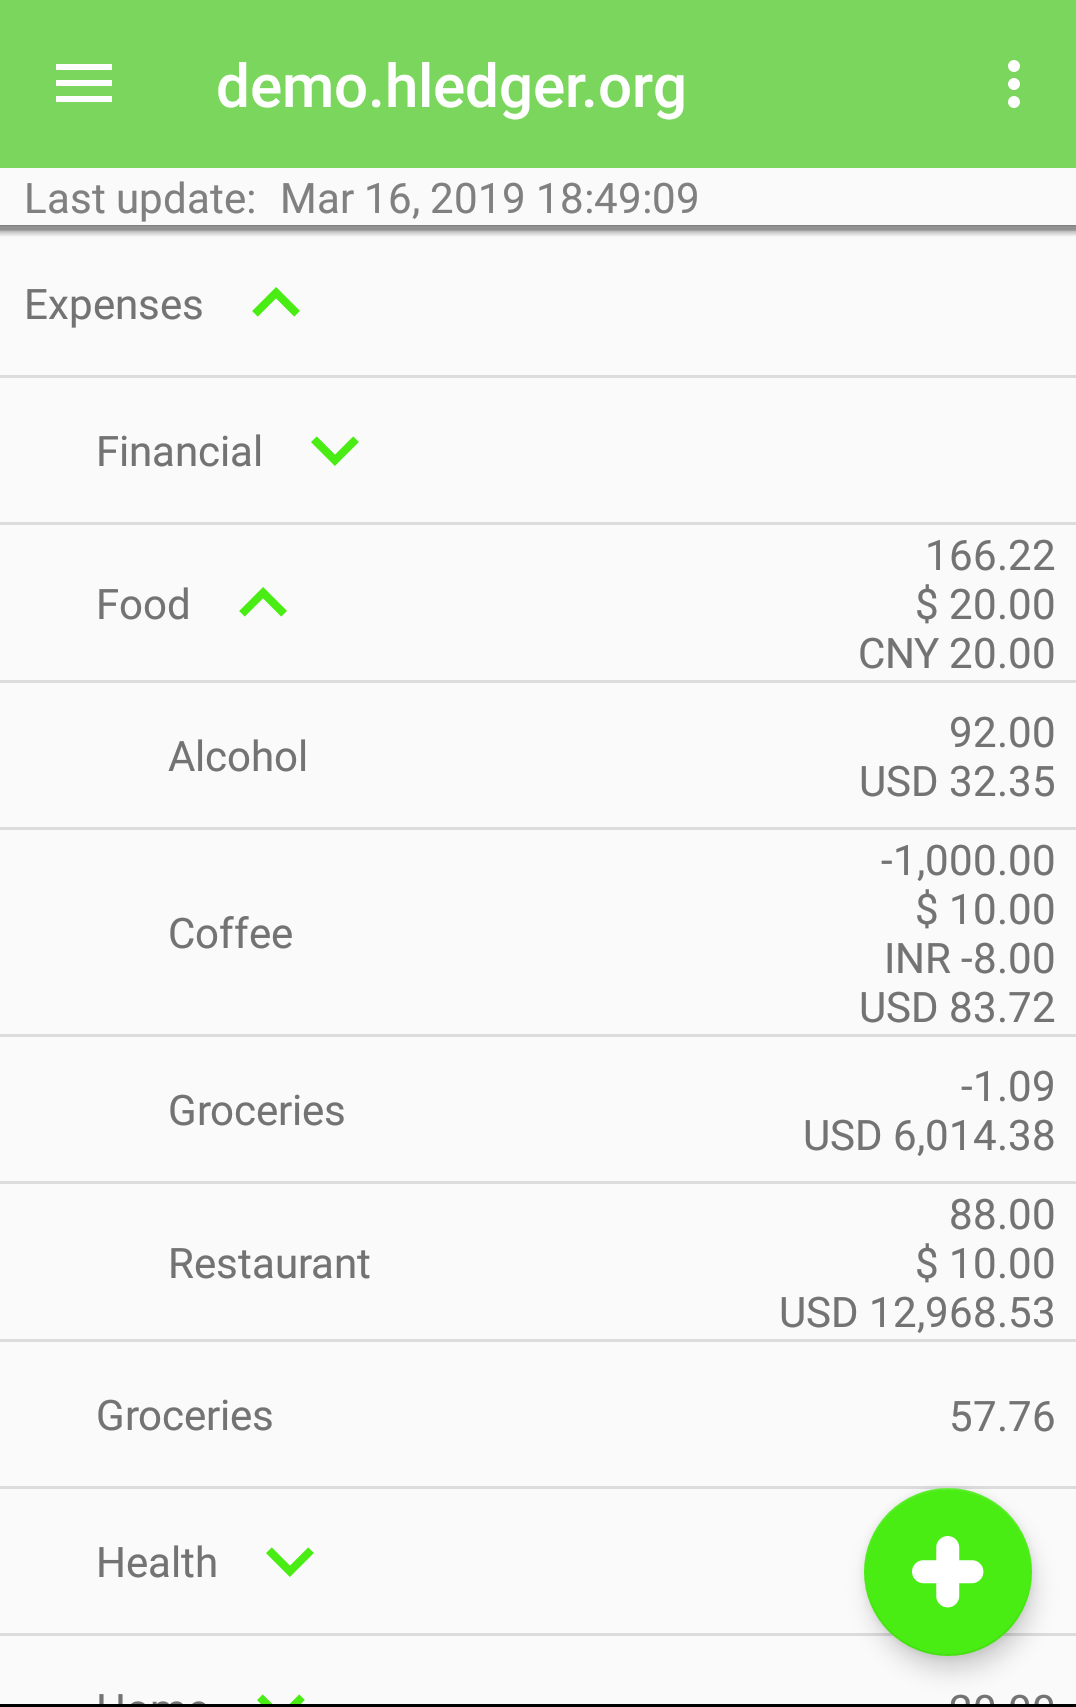 demo.hledger.org
Last update: Mar 16, 2019 18:49:09
Expenses
Financial
Food
166.22
$ 20.00
CNY 20.00
Alcohol
92.00
USD 32.35
Coffee
-1,000.00
$ 10.00
INR -8.00
USD 83.72
Groceries
-1.09
USD 6,014.38
Restaurant
88.00
$ 10.00
USD 12,968.53
Groceries
57.76
Health